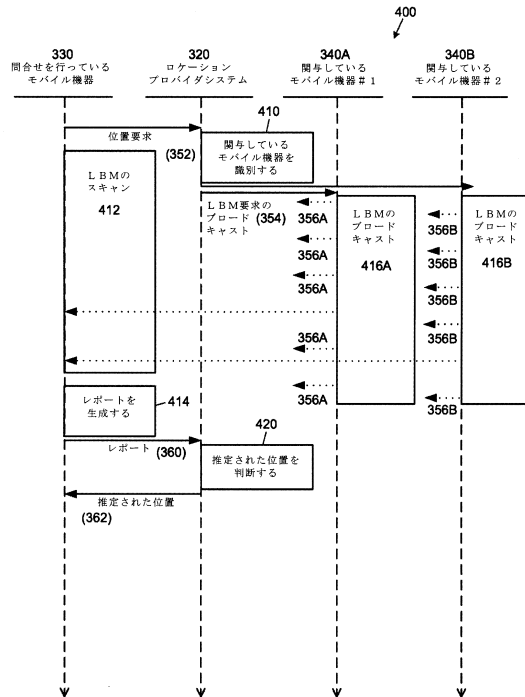 400
330
問合せを行っている
モバイル機器
320
ロケーション
プロバイダシステム
340A
関与している
モバイル機器#1
340B
関与している
モバイル機器#2
位置要求
(352)
410
関与している
モバイル機器を
識別する
LBMの
スキャン
412
LBM要求の
ブロード
キャスト
(354)
356A
356A
356A
356A
356A
LBMの
ブロード
キャスト
416A
356B
356B
356B
356B
356B
LBMの
ブロード
キャスト
416B
レポートを
生成する
414
レポート
(360)
420
推定された位置を
判断する
推定された位置
(362)